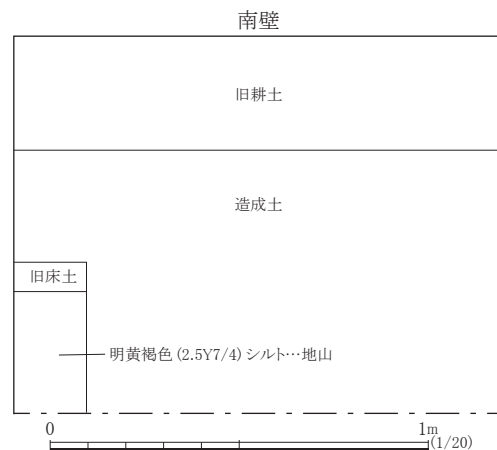 南壁
旧耕土
造成土
旧床土
明黄褐色 (2.5Y7/4) シルト…地山
0 1m
(1/20)